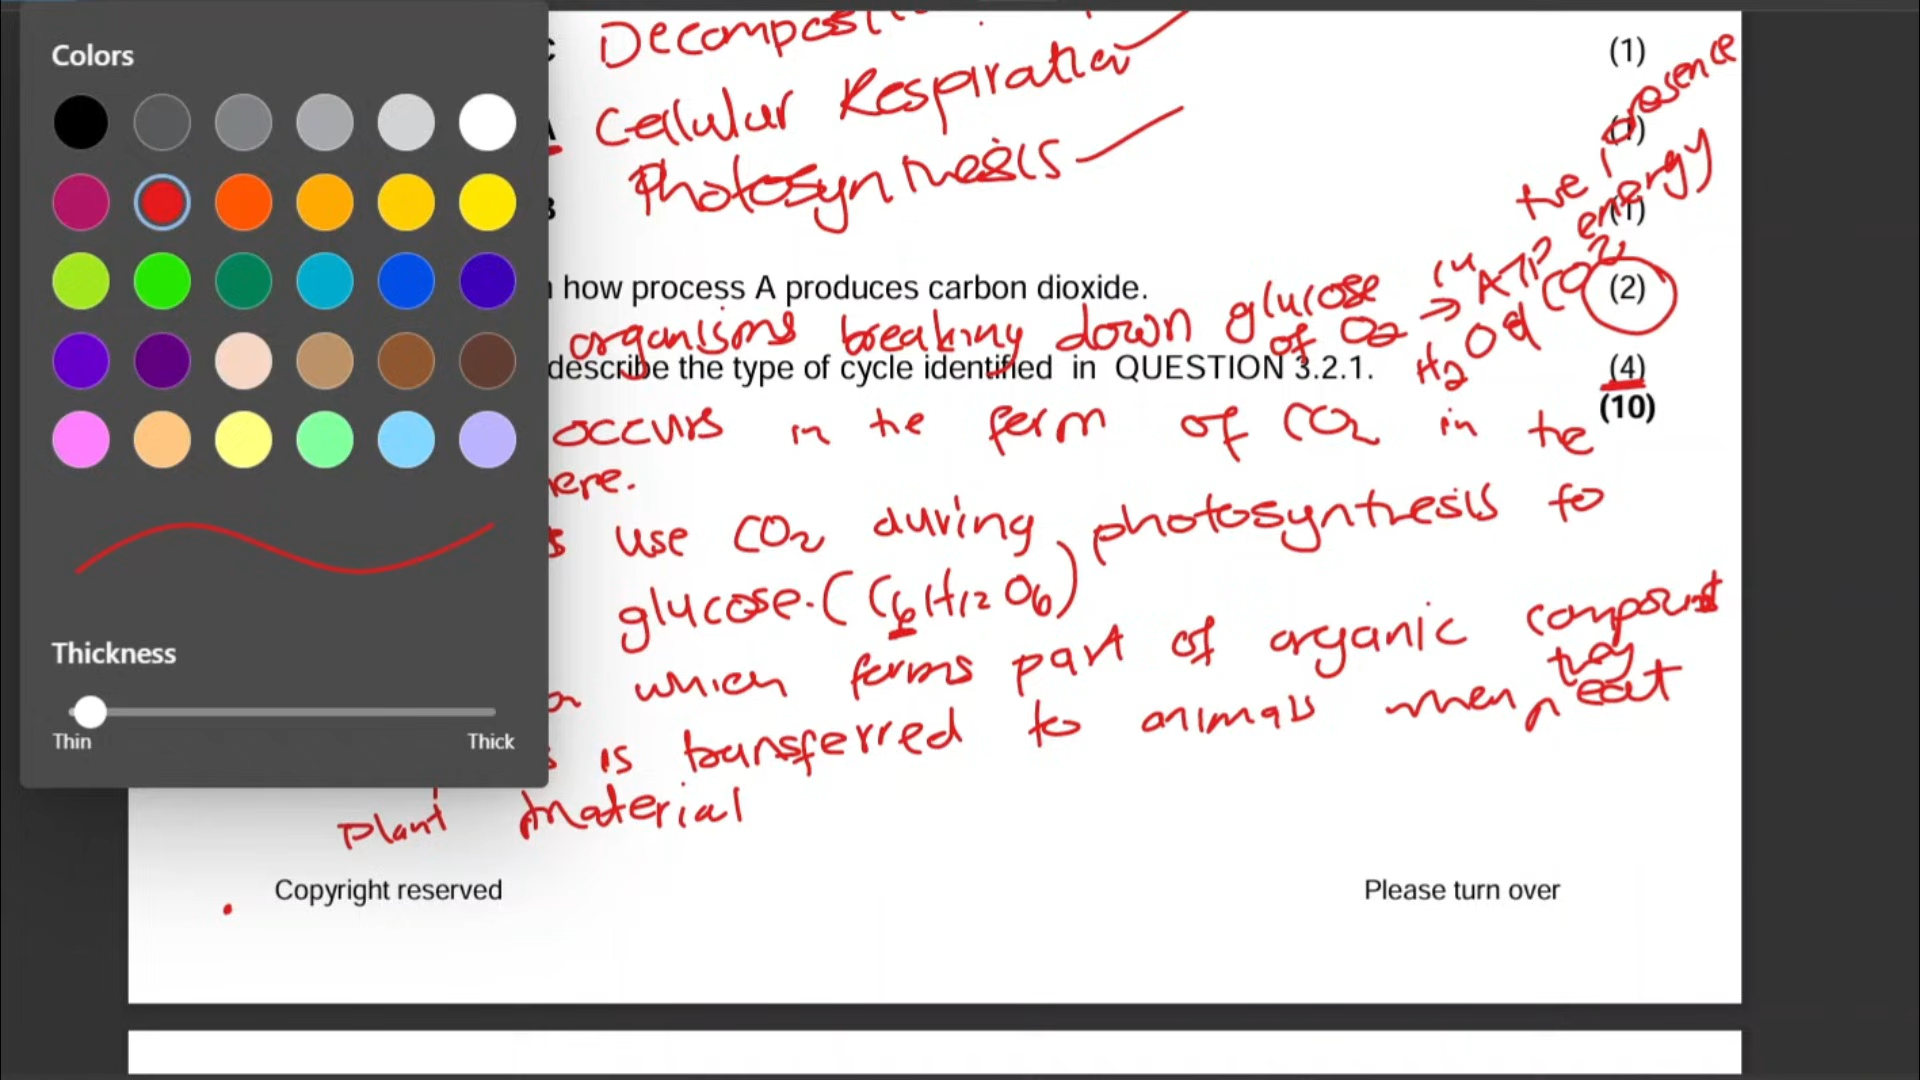 Colors
C Decomposi
(1)
Cellular Respiration
(1)
presence
Photosynthesis
the energy
(1)
how process A produces carbon dioxide.
(2)
organisms breaking down glucose in
of O2 → ATP
H2O d CO2
describe the type of cycle identified in QUESTION 3.2.1.
(4)
(10)
occurs in the form of CO2 in the
ere.
s use CO2 during photosynthesis to
glucose. (C6H12O6)
which forms part of organic compound
s is transferred to animals when they eat
plant material
Thickness
Thin
Thick
Copyright reserved
Please turn over